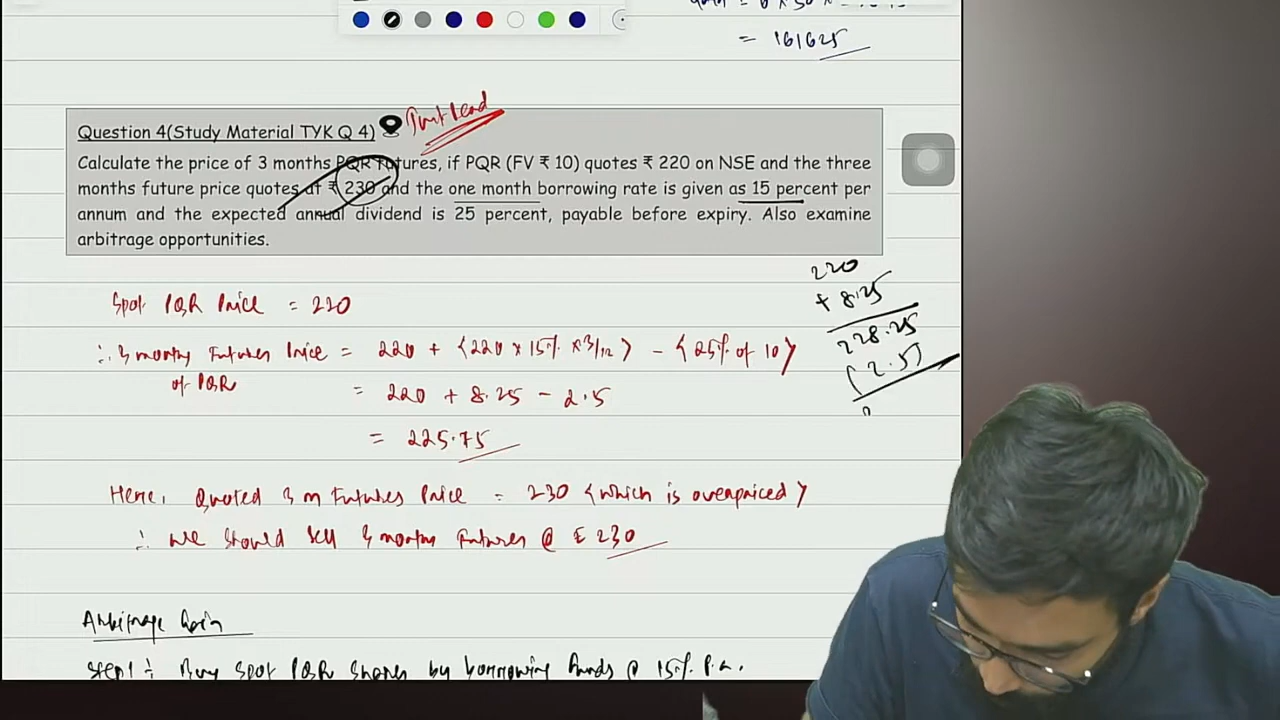 = 161625
Question 4(Study Material TYK Q 4)
Calculate the price of 3 months PQR futures, if PQR (FV ₹ 10) quotes ₹ 220 on NSE and the three
months future price quotes at ₹ 230 and the one month borrowing rate is given as 15 percent per
annum and the expected annual dividend is 25 percent, payable before expiry. Also examine
arbitrage opportunities.
220
+ 8.25
228.25
(2.5)
Spot PQR Price = 220
∴ 3 months Futures Price = 220 + (220 x 15% x 3/12) - (25% of 10)
of PQR
= 220 + 8.25 - 2.5
= 225.75
Here, Quoted 3 m Futures Price = 230 (which is overpriced)
∴ We should sell 3 months Futures @ ₹ 230
Arbitrage Gain
Step 1 : Buy Spot PQR Shares by borrowing funds @ 15% P.a.